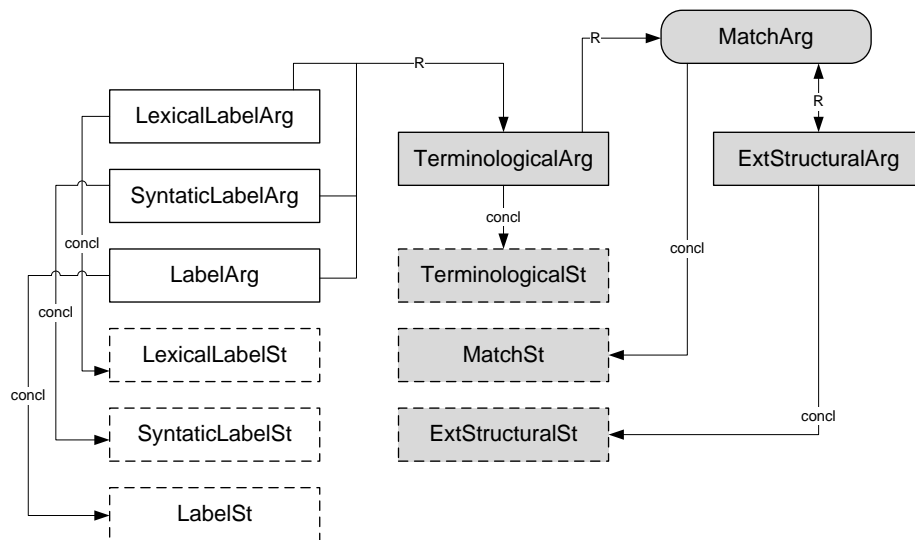 MatchArg
R
R
LexicalLabelArg
R
TerminologicalArg
ExtStructuralArg
SyntaticLabelArg
concl
concl
concl
LabelArg
TerminologicalSt
concl
LexicalLabelSt
MatchSt
concl
SyntaticLabelSt
ExtStructuralSt
concl
LabelSt